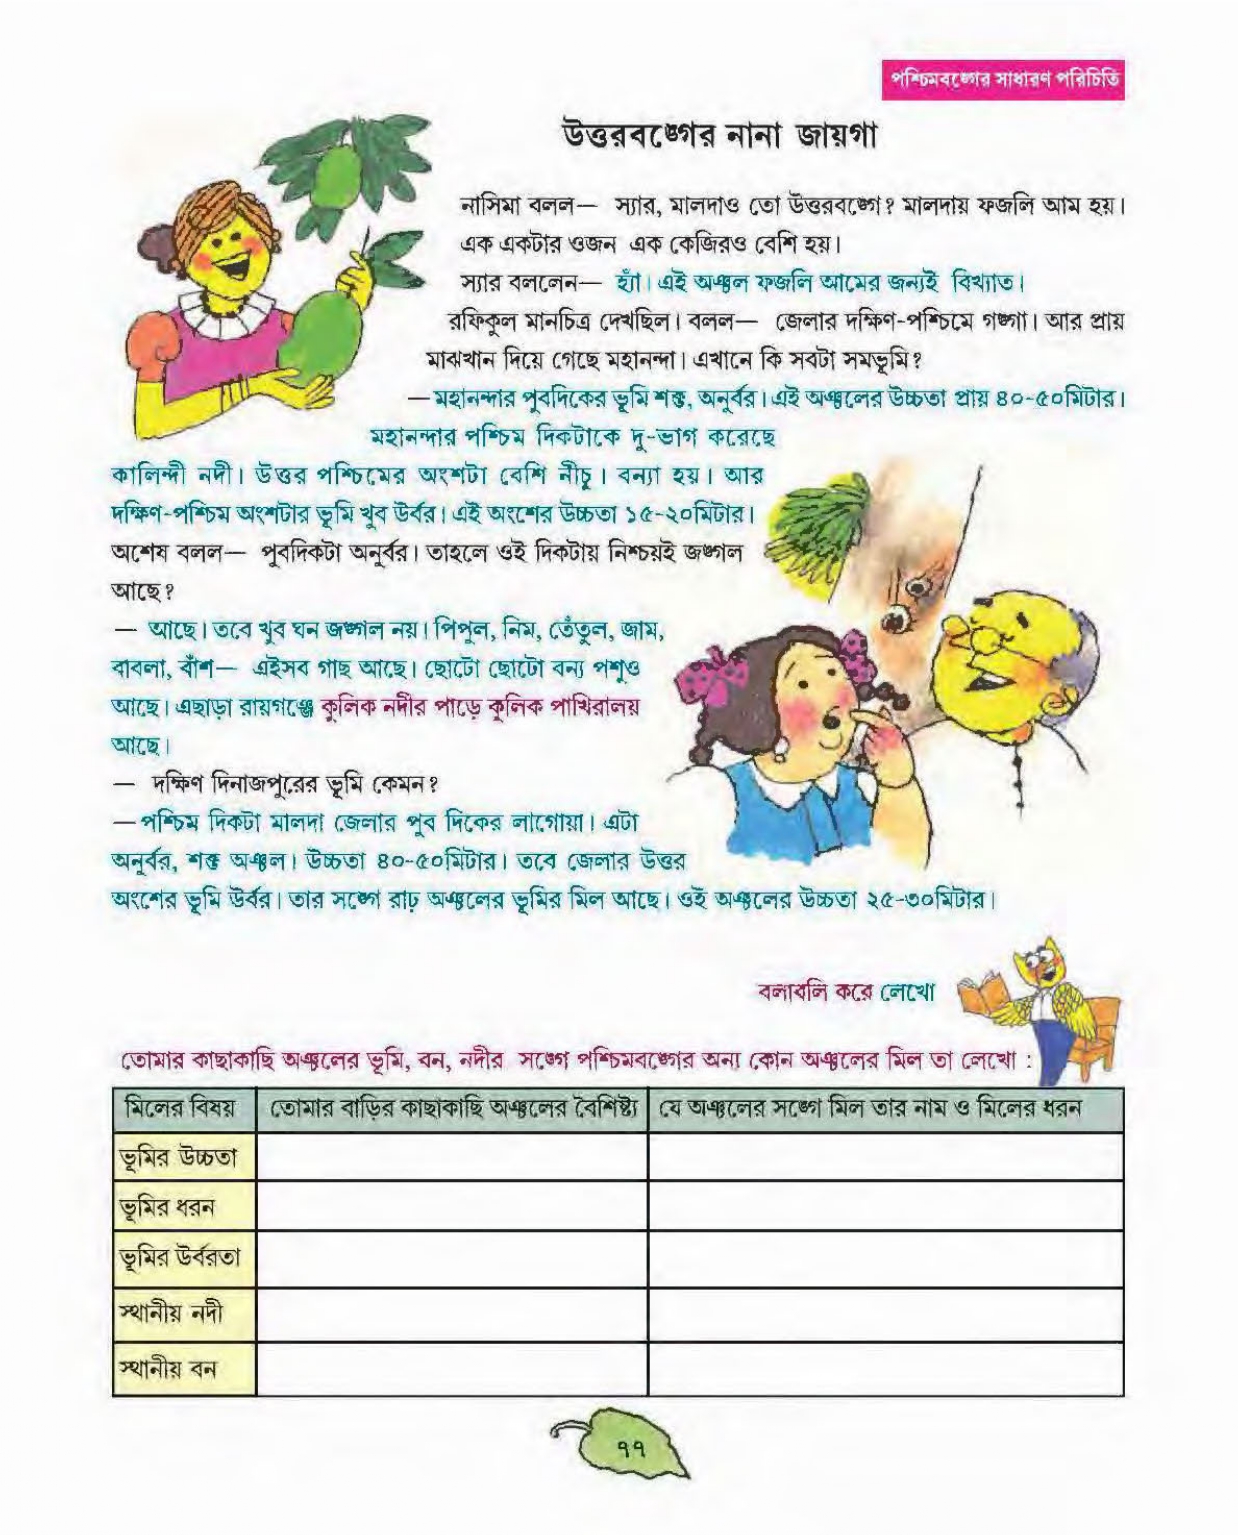 পশ্চিমবঙ্গের সাধারণ পরিচিতি
উত্তরবঙ্গের নানা জায়গা
নাসিমা বলল— স্যার, মালদাও তো উত্তরবঙ্গে? মালদায় ফজলি আম হয়।
এক একটার ওজন এক কেজিরও বেশি হয়।
স্যার বললেন— হ্যাঁ। এই অঞ্চল ফজলি আমের জন্যই বিখ্যাত।
রফিকুল মানচিত্র দেখছিল। বলল— জেলার দক্ষিণ-পশ্চিমে গঙ্গা। আর প্রায়
মাঝখান দিয়ে গেছে মহানন্দা। এখানে কি সবটা সমভূমি?
—মহানন্দার পুবদিকের ভূমি শক্ত, অনুর্বর। এই অঞ্চলের উচ্চতা প্রায় ৪০-৫০মিটার।
মহানন্দার পশ্চিম দিকটাকে দু-ভাগ করেছে
কালিন্দী নদী। উত্তর পশ্চিমের অংশটা বেশি নীচু। বন্যা হয়। আর
দক্ষিণ-পশ্চিম অংশটার ভূমি খুব উর্বর। এই অংশের উচ্চতা ১৫-২০মিটার।
অশেষ বলল— পুবদিকটা অনুর্বর। তাহলে ওই দিকটায় নিশ্চয়ই জঙ্গল
আছে?
— আছে। তবে খুব ঘন জঙ্গল নয়। পিপুল, নিম, তেঁতুল, জাম,
বাবলা, বাঁশ— এইসব গাছ আছে। ছোটো ছোটো বন্য পশুও
আছে। এছাড়া রায়গঞ্জে কুলিক নদীর পাড়ে কুলিক পাখিরালয়
আছে।
— দক্ষিণ দিনাজপুরের ভূমি কেমন?
—পশ্চিম দিকটা মালদা জেলার পুব দিকের লাগোয়া। এটা
অনুর্বর, শক্ত অঞ্চল। উচ্চতা ৪০-৫০মিটার। তবে জেলার উত্তর
অংশের ভূমি উর্বর। তার সঙ্গে রাঢ় অঞ্চলের ভূমির মিল আছে। ওই অঞ্চলের উচ্চতা ২৫-৩০মিটার।
বলাবলি করে লেখো
তোমার কাছাকাছি অঞ্চলের ভূমি, বন, নদীর সঙ্গে পশ্চিমবঙ্গের অন্য কোন অঞ্চলের মিল তা লেখো :
মিলের বিষয় তোমার বাড়ির কাছাকাছি অঞ্চলের বৈশিষ্ট্য যে অঞ্চলের সঙ্গে মিল তার নাম ও মিলের ধরন
ভূমির উচ্চতা
ভূমির ধরন
ভূমির উর্বরতা
স্থানীয় নদী
স্থানীয় বন
৭৭